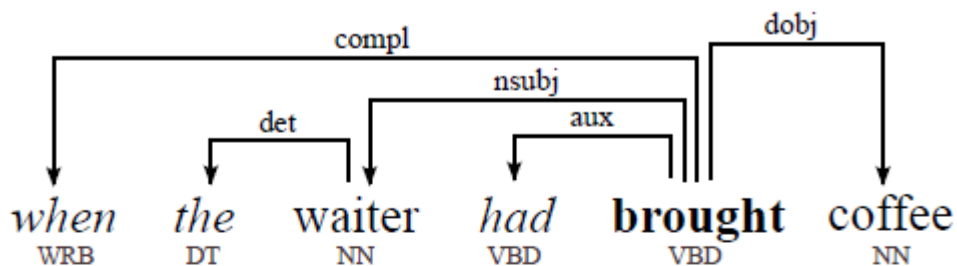 compl
dobj
nsubj
det
aux
when the waiter had brought coffee
WRB DT NN VBD VBD NN